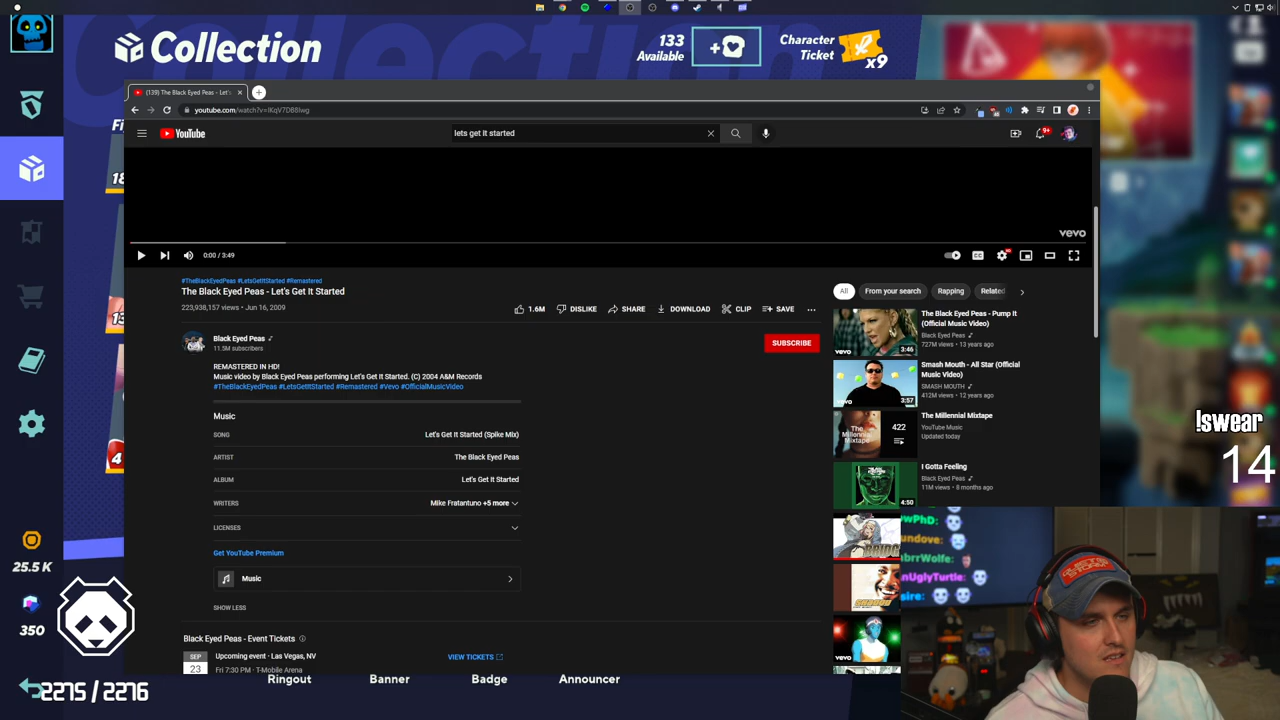 Collection
133
Available
Character
Ticket
x9
(139) The Black Eyed Peas - Let's
youtube.com/watch?v=IKqV7DB8Iwg
YouTube
lets get it started
9+
vevo
0:00 / 3:49
#TheBlackEyedPeas #LetsGetItStarted #Remastered
The Black Eyed Peas - Let's Get It Started
223,938,157 views • Jun 16, 2009
1.6M
DISLIKE
SHARE
DOWNLOAD
CLIP
SAVE
Black Eyed Peas
11.5M subscribers
SUBSCRIBE
REMASTERED IN HD!
Music video by Black Eyed Peas performing Let's Get It Started. (C) 2004 A&M Records
#TheBlackEyedPeas #LetsGetItStarted #Remastered #Vevo #OfficialMusicVideo
Music
SONG
Let's Get It Started (Spike Mix)
ARTIST
The Black Eyed Peas
ALBUM
Let's Get It Started
WRITERS
Mike Fratantuno +5 more
LICENSES
Get YouTube Premium
Music
SHOW LESS
Black Eyed Peas - Event Tickets
SEP
23
Upcoming event • Las Vegas, NV
Fri 7:30 PM • T-Mobile Arena
VIEW TICKETS
All
From your search
Rapping
Related
The Black Eyed Peas - Pump It
(Official Music Video)
Black Eyed Peas
727M views • 13 years ago
3:46
Smash Mouth - All Star (Official
Music Video)
SMASH MOUTH
412M views • 12 years ago
3:57
The Millennial Mixtape
YouTube Music
Updated today
422
I Gotta Feeling
Black Eyed Peas
11M views • 8 months ago
4:50
!swear
14
25.5 K
350
2275 / 2276
Ringout
Banner
Badge
Announcer